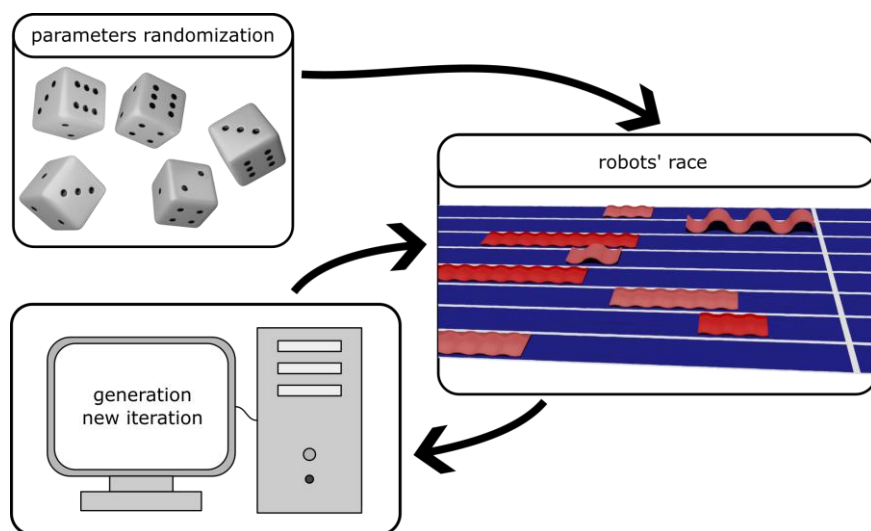 parameters randomization
robots' race
generation
new iteration